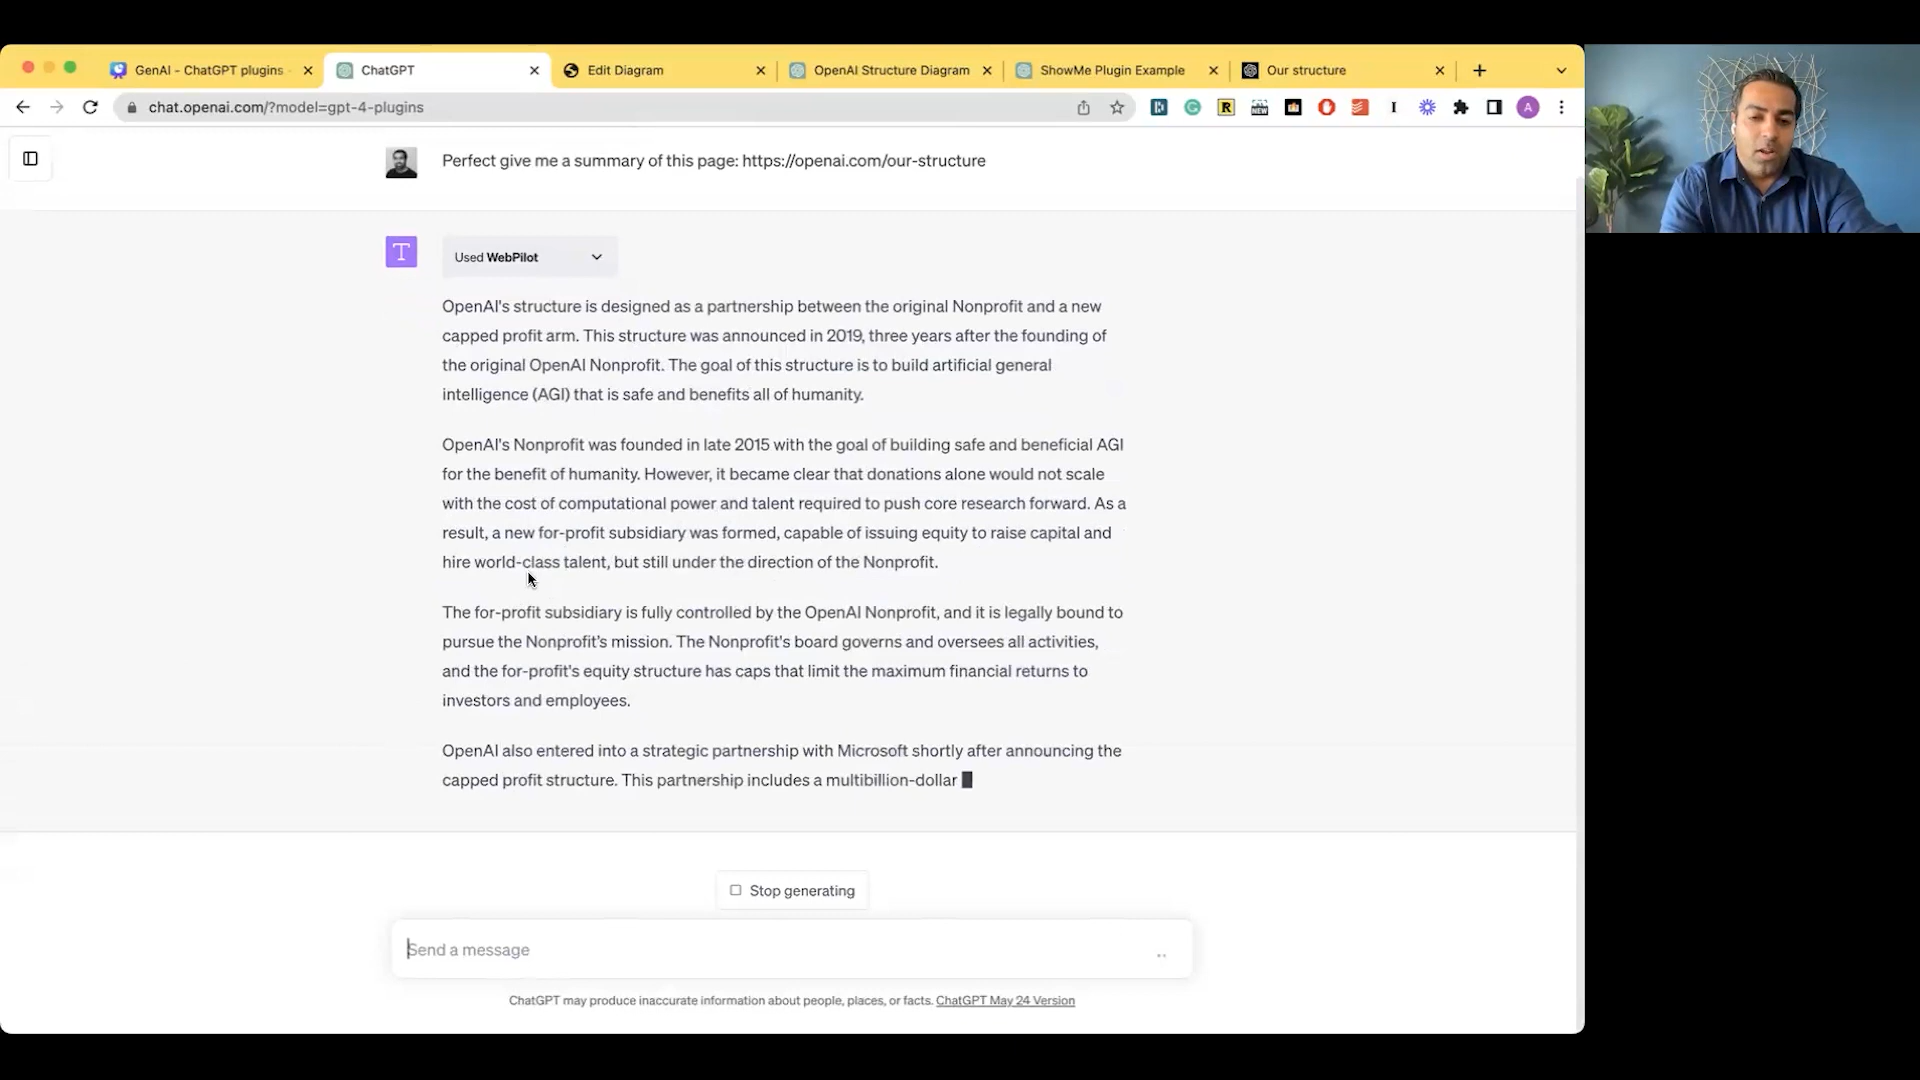 GenAI - ChatGPT plugins
ChatGPT
Edit Diagram
OpenAI Structure Diagram
ShowMe Plugin Example
Our structure
chat.openai.com/?model=gpt-4-plugins
R
NEW
I
A
Perfect give me a summary of this page: https://openai.com/our-structure
T
Used WebPilot
OpenAI's structure is designed as a partnership between the original Nonprofit and a new
capped profit arm. This structure was announced in 2019, three years after the founding of
the original OpenAI Nonprofit. The goal of this structure is to build artificial general
intelligence (AGI) that is safe and benefits all of humanity.
OpenAI's Nonprofit was founded in late 2015 with the goal of building safe and beneficial AGI
for the benefit of humanity. However, it became clear that donations alone would not scale
with the cost of computational power and talent required to push core research forward. As a
result, a new for-profit subsidiary was formed, capable of issuing equity to raise capital and
hire world-class talent, but still under the direction of the Nonprofit.
The for-profit subsidiary is fully controlled by the OpenAI Nonprofit, and it is legally bound to
pursue the Nonprofit's mission. The Nonprofit's board governs and oversees all activities,
and the for-profit's equity structure has caps that limit the maximum financial returns to
investors and employees.
OpenAI also entered into a strategic partnership with Microsoft shortly after announcing the
capped profit structure. This partnership includes a multibillion-dollar
Stop generating
Send a message
ChatGPT may produce inaccurate information about people, places, or facts. ChatGPT May 24 Version